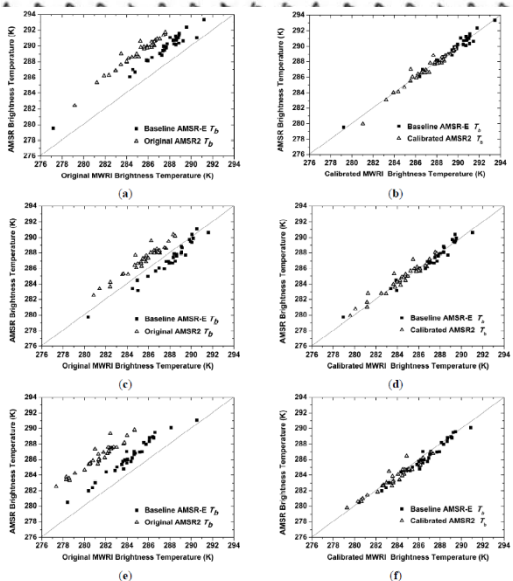 294
292
290
288
286
284
282
280
278
276
AMSR Brightness Temperature (K)
Baseline AMSR-E Tb
Original AMSR2 Tb
276 278 280 282 284 286 288 290 292 294
Original MWRI Brightness Temperature (K)
(a)
294
292
290
288
286
284
282
280
278
276
AMSR Brightness Temperature (K)
Baseline AMSR-E Tb
Calibrated AMSR2 Tb
276 278 280 282 284 286 288 290 292 294
Calibrated MWRI Brightness Temperature (K)
(b)
294
292
290
288
286
284
282
280
278
276
AMSR Brightness Temperature (K)
Baseline AMSR-E Tb
Original AMSR2 Tb
276 278 280 282 284 286 288 290 292 294
Original MWRI Brightness Temperature (K)
(c)
294
292
290
288
286
284
282
280
278
276
AMSR Brightness Temperature (K)
Baseline AMSR-E Tb
Calibrated AMSR2 Tb
276 278 280 282 284 286 288 290 292 294
Calibrated MWRI Brightness Temperature (K)
(d)
294
292
290
288
286
284
282
280
278
276
AMSR Brightness Temperature (K)
Baseline AMSR-E Tb
Original AMSR2 Tb
276 278 280 282 284 286 288 290 292 294
Original MWRI Brightness Temperature (K)
(e)
294
292
290
288
286
284
282
280
278
276
AMSR Brightness Temperature (K)
Baseline AMSR-E Tb
Calibrated AMSR2 Tb
276 278 280 282 284 286 288 290 292 294
Calibrated MWRI Brightness Temperature (K)
(f)